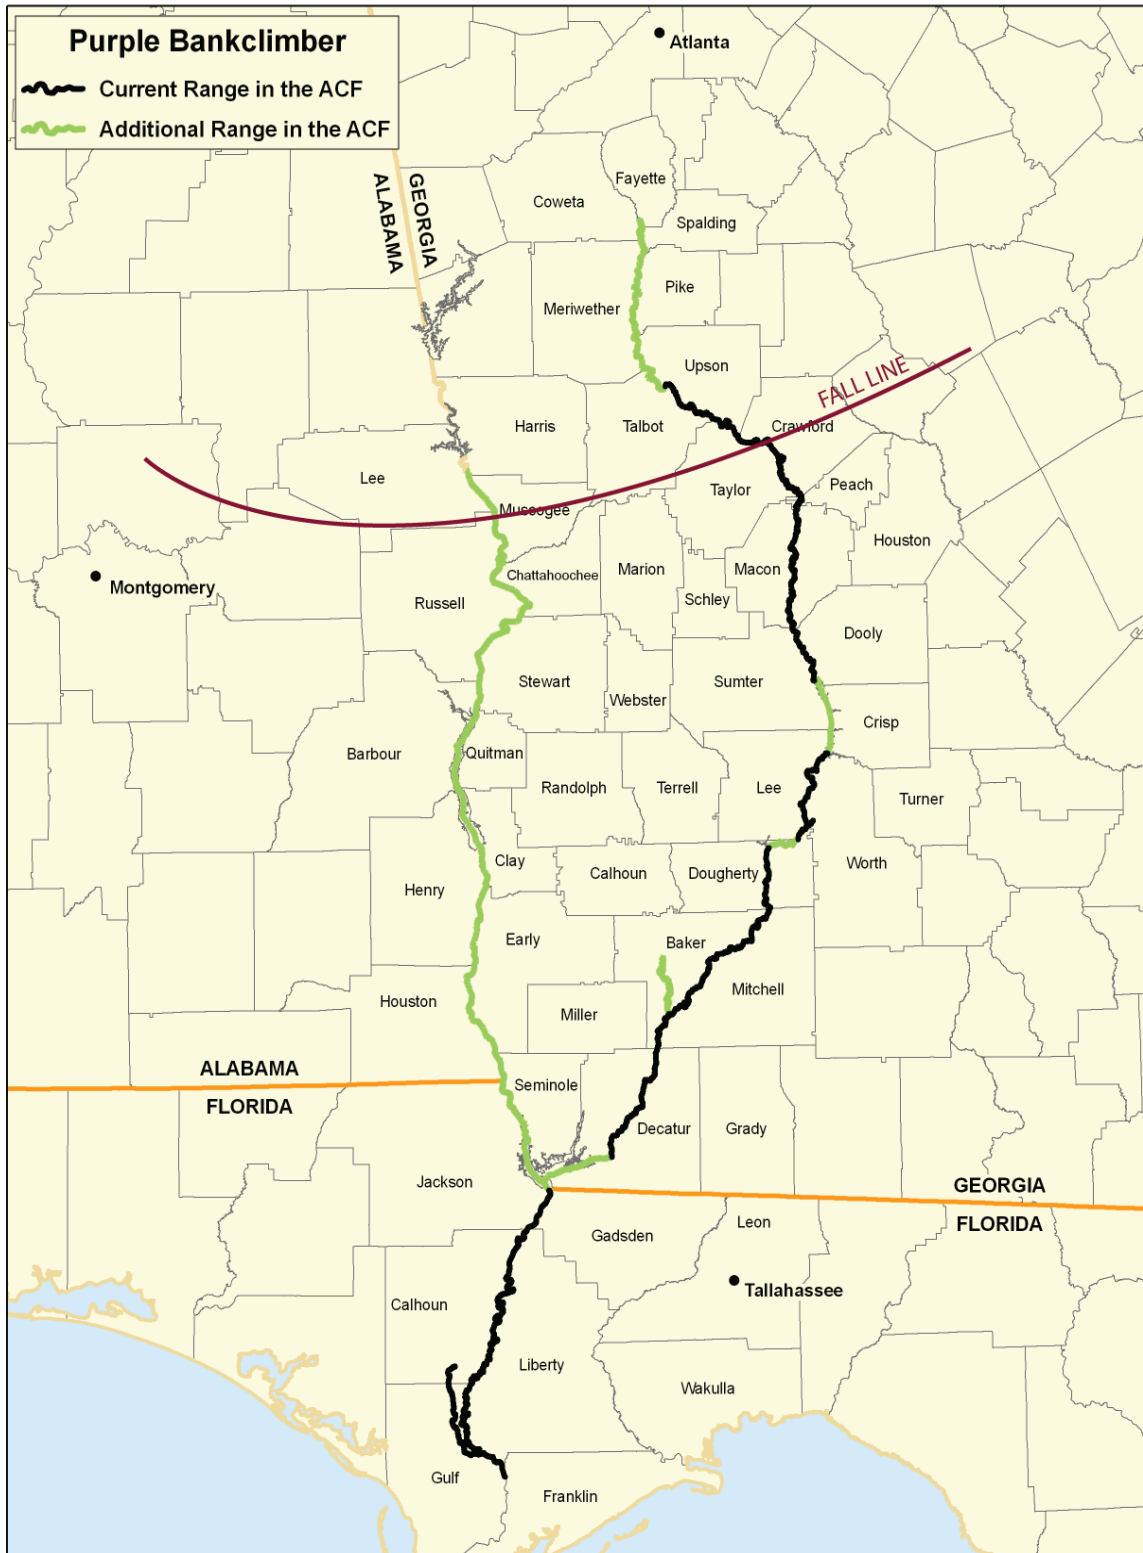 Purple Bankclimber
Current Range in the ACF
Additional Range in the ACF
Atlanta
GEORGIA
ALABAMA
Fayette
Coweta
Spalding
Pike
Meriwether
Upson
FALL LINE
Harris
Talbot
Crawford
Lee
Taylor
Peach
Muscogee
Houston
Chattahoochee
Marion
Macon
Montgomery
Russell
Schley
Dooly
Stewart
Webster
Sumter
Crisp
Barbour
Quitman
Randolph
Terrell
Lee
Turner
Clay
Calhoun
Dougherty
Worth
Henry
Early
Baker
Mitchell
Houston
Miller
ALABAMA
FLORIDA
Seminole
Decatur
Grady
Jackson
GEORGIA
FLORIDA
Gadsden
Leon
Tallahassee
Calhoun
Liberty
Wakulla
Gulf
Franklin